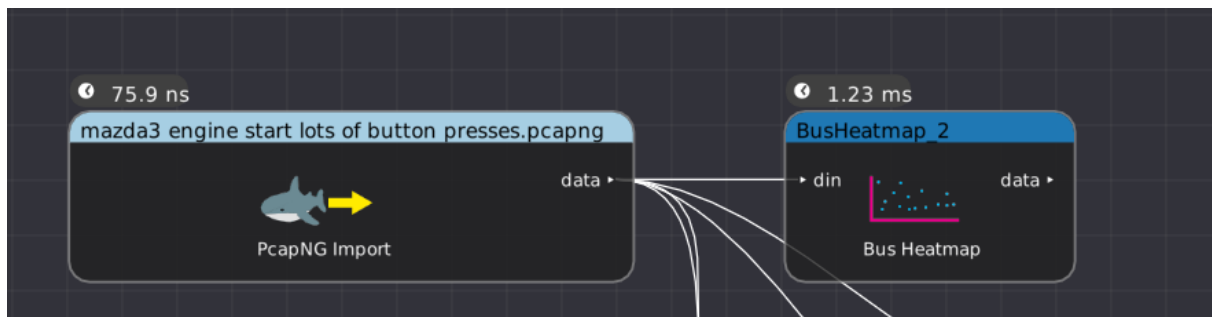 75.9 ns
mazda3 engine start lots of button presses.pcapng
data
PcapNG Import
1.23 ms
BusHeatmap_2
din
data
Bus Heatmap